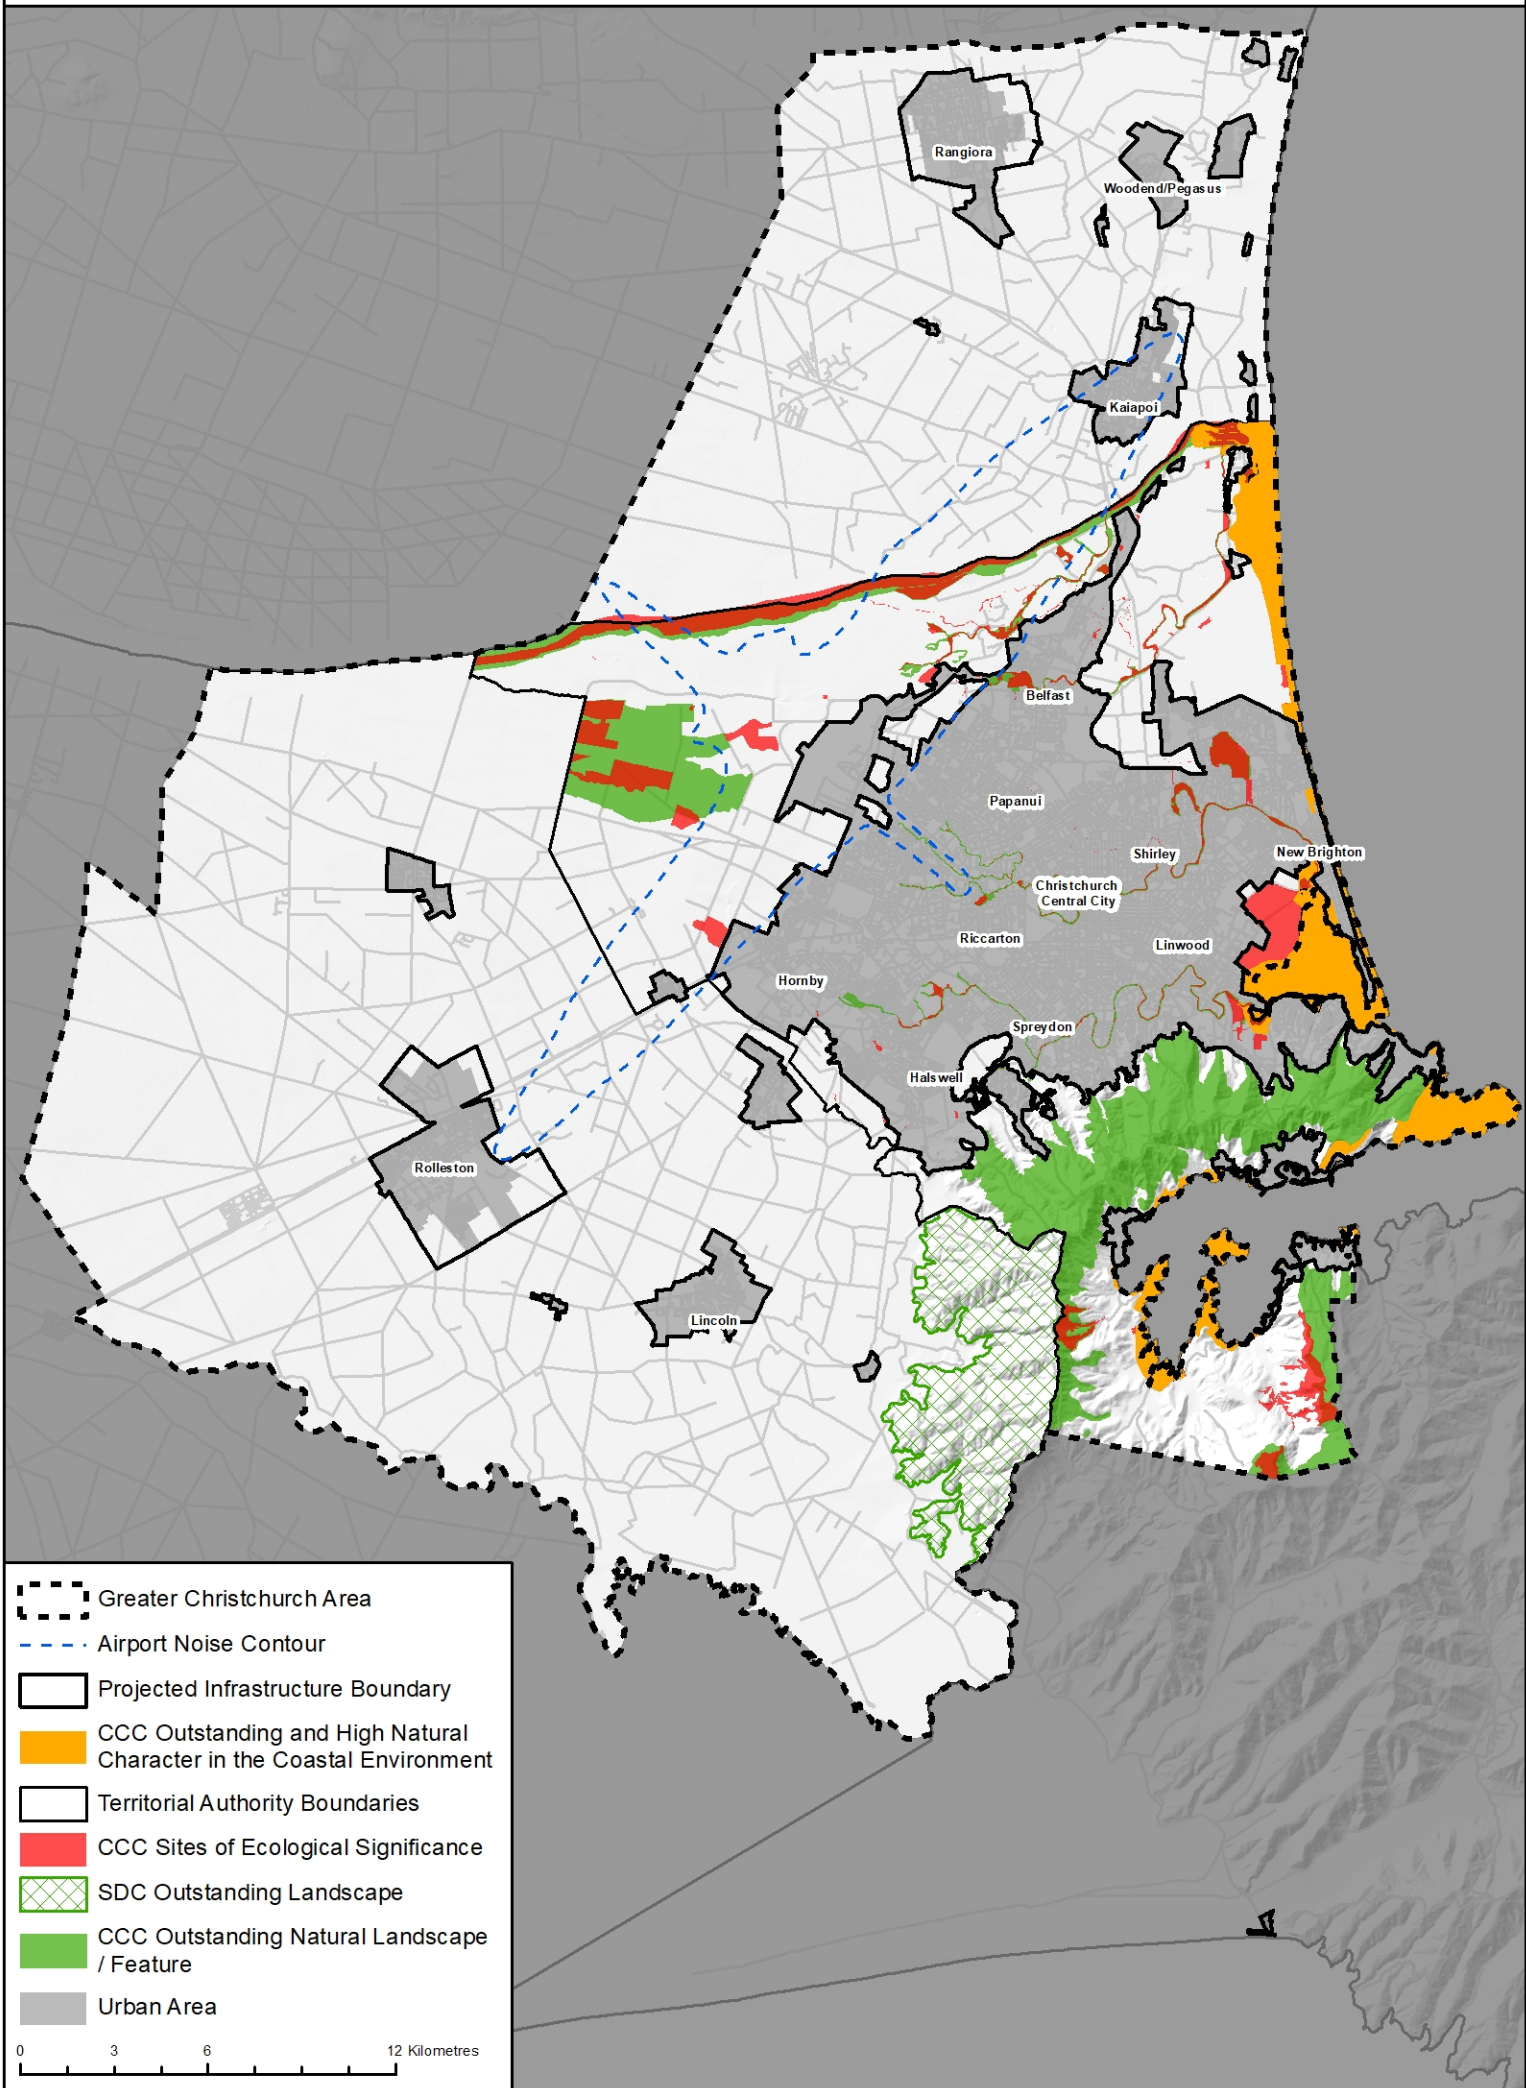 Rangiora
Woodend/Pegasus
Kaiapoi
Belfast
Papanui
Shirley
New Brighton
Christchurch
Central City
Riccarton
Linwood
Hornby
Spreydon
Halswell
Rolleston
Lincoln
Greater Christchurch Area
Airport Noise Contour
Projected Infrastructure Boundary
CCC Outstanding and High Natural
Character in the Coastal Environment
Territorial Authority Boundaries
CCC Sites of Ecological Significance
SDC Outstanding Landscape
CCC Outstanding Natural Landscape
/ Feature
Urban Area
0 3 6 12 Kilometres